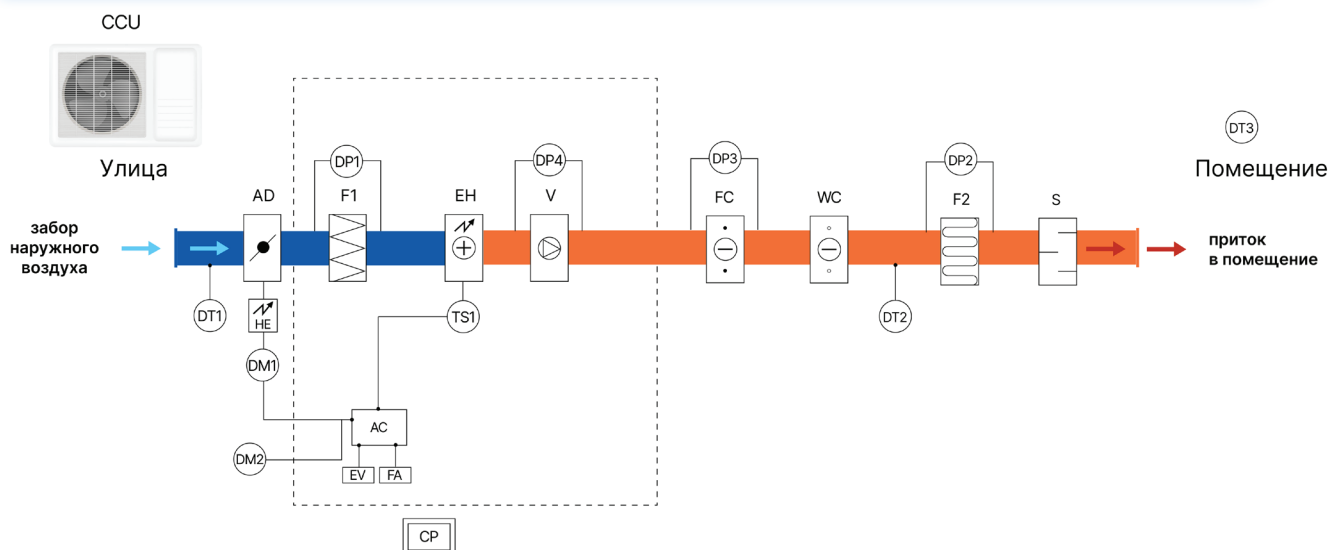 CCU
Улица
DT3
Помещение
DP1
DP4
DP3
DP2
AD
F1
EH
V
FC
WC
F2
S
забор
наружного
воздуха
приток
в помещение
DT1
HE
TS1
DT2
DM1
AC
DM2
EV
FA
CP